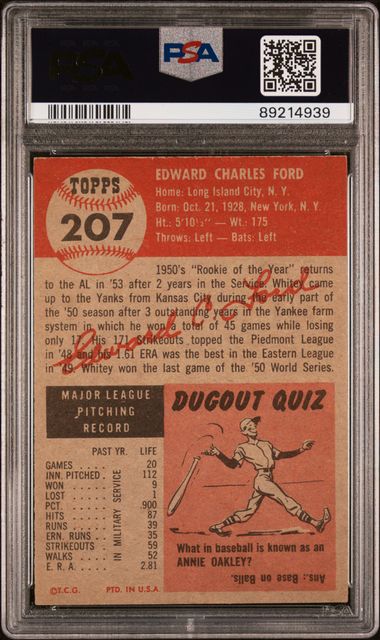 PSA
PSA
89214939
TOPPS
207
EDWARD CHARLES FORD
Home: Long Island City, N. Y.
Born: Oct. 21, 1928, New York, N. Y.
Ht.: 5'10½" — Wt.: 175
Throws: Left — Bats: Left
1950's "Rookie of the Year" returns
to the AL in '53 after 2 years in the Service. Whitey came
up to the Yanks from Kansas City during the early part of
the '50 season after 3 outstanding years in the Yankee farm
system in which he won a total of 45 games while losing
only 17. His 171 strikeouts topped the Piedmont League
in '48 and his 1.61 ERA was the best in the Eastern League
in '49. Whitey won the last game of the '50 World Series.
Edward C. Ford
MAJOR LEAGUE
PITCHING
RECORD
PAST YR. LIFE
GAMES 20
INN. PITCHED 112
WON 9
LOST 1
PCT. .900
HITS 87
RUNS 39
ERN. RUNS 35
STRIKEOUTS 59
WALKS 52
E. R. A. 2.81
IN MILITARY SERVICE
©T.C.G. PTD. IN U.S.A
DUGOUT QUIZ
What in baseball is known as an
ANNIE OAKLEY?
Ans.: Base on Balls.